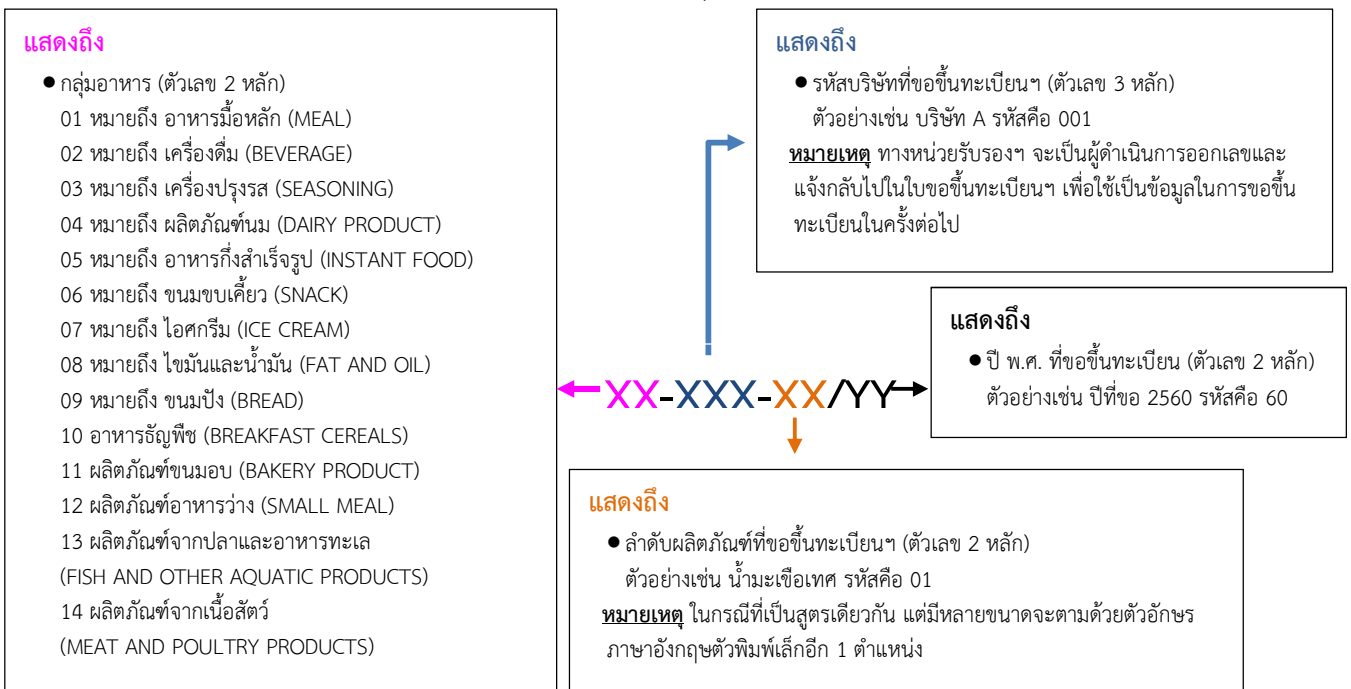 แสดงถึง
● กลุ่มอาหาร (ตัวเลข 2 หลัก)
01 หมายถึง อาหารมื้อหลัก (MEAL)
02 หมายถึง เครื่องดื่ม (BEVERAGE)
03 หมายถึง เครื่องปรุงรส (SEASONING)
04 หมายถึง ผลิตภัณฑ์นม (DAIRY PRODUCT)
05 หมายถึง อาหารกึ่งสำเร็จรูป (INSTANT FOOD)
06 หมายถึง ขนมขบเคี้ยว (SNACK)
07 หมายถึง ไอศกรีม (ICE CREAM)
08 หมายถึง ไขมันและน้ำมัน (FAT AND OIL)
09 หมายถึง ขนมปัง (BREAD)
10 อาหารธัญพืช (BREAKFAST CEREALS)
11 ผลิตภัณฑ์ขนมอบ (BAKERY PRODUCT)
12 ผลิตภัณฑ์อาหารว่าง (SMALL MEAL)
13 ผลิตภัณฑ์จากปลาและอาหารทะเล
(FISH AND OTHER AQUATIC PRODUCTS)
14 ผลิตภัณฑ์จากเนื้อสัตว์
(MEAT AND POULTRY PRODUCTS)
แสดงถึง
● รหัสบริษัทที่ขอขึ้นทะเบียนฯ (ตัวเลข 3 หลัก)
ตัวอย่างเช่น บริษัท A รหัสคือ 001
หมายเหตุ ทางหน่วยรับรองฯ จะเป็นผู้ดำเนินการออกเลขและ
แจ้งกลับไปในใบขอขึ้นทะเบียนฯ เพื่อใช้เป็นข้อมูลในการขอขึ้น
ทะเบียนในครั้งต่อไป
แสดงถึง
● ปี พ.ศ. ที่ขอขึ้นทะเบียน (ตัวเลข 2 หลัก)
ตัวอย่างเช่น ปีที่ขอ 2560 รหัสคือ 60
XX-XXX-XX/YY
แสดงถึง
● ลำดับผลิตภัณฑ์ที่ขอขึ้นทะเบียนฯ (ตัวเลข 2 หลัก)
ตัวอย่างเช่น น้ำมะเขือเทศ รหัสคือ 01
หมายเหตุ ในกรณีที่เป็นสูตรเดียวกัน แต่มีหลายขนาดจะตามด้วยตัวอักษร
ภาษาอังกฤษตัวพิมพ์เล็กอีก 1 ตำแหน่ง